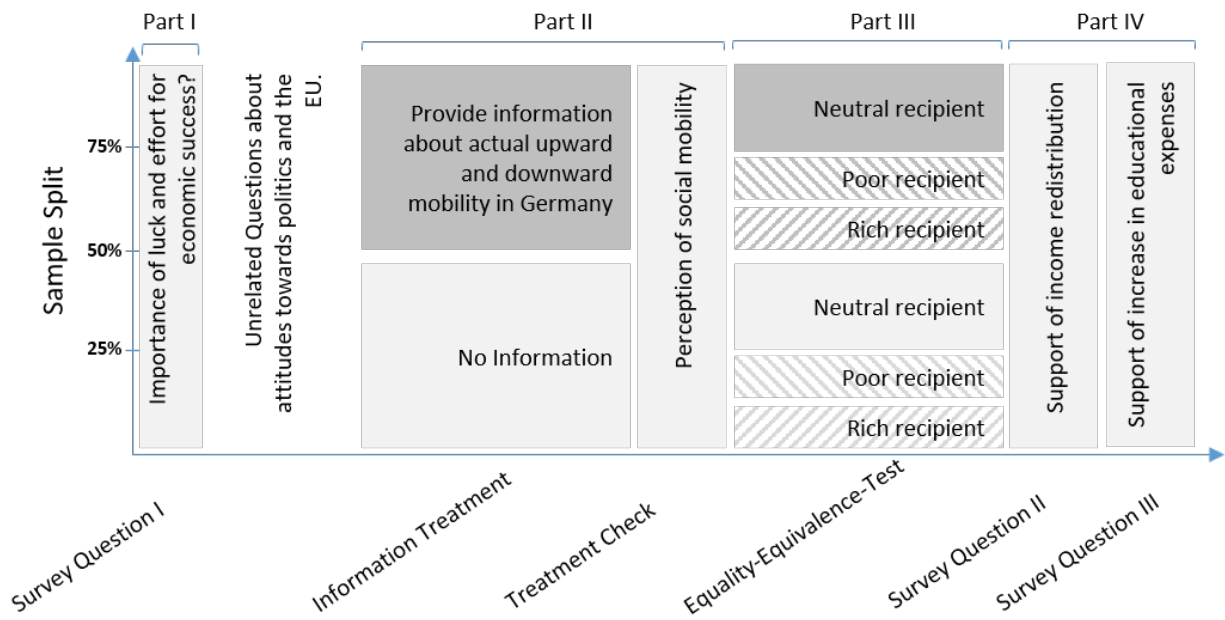 Part I
Part II
Part III
Part IV
Sample Split
75%
50%
25%
Importance of luck and effort for
economic success?
Unrelated Questions about
attitudes towards politics and the
EU.
Provide information
about actual upward
and downward
mobility in Germany
No Information
Perception of social mobility
Neutral recipient
Poor recipient
Rich recipient
Neutral recipient
Poor recipient
Rich recipient
Support of income redistribution
Support of increase in educational
expenses
Survey Question I
Information Treatment
Treatment Check
Equality-Equivalence-Test
Survey Question II
Survey Question III